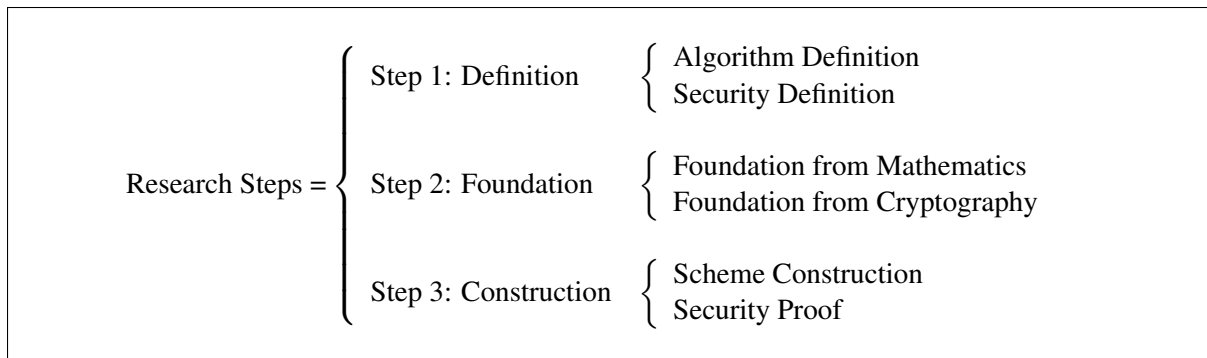 Research Steps =
Step 1: Definition
Algorithm Definition
Security Definition
Step 2: Foundation
Foundation from Mathematics
Foundation from Cryptography
Step 3: Construction
Scheme Construction
Security Proof